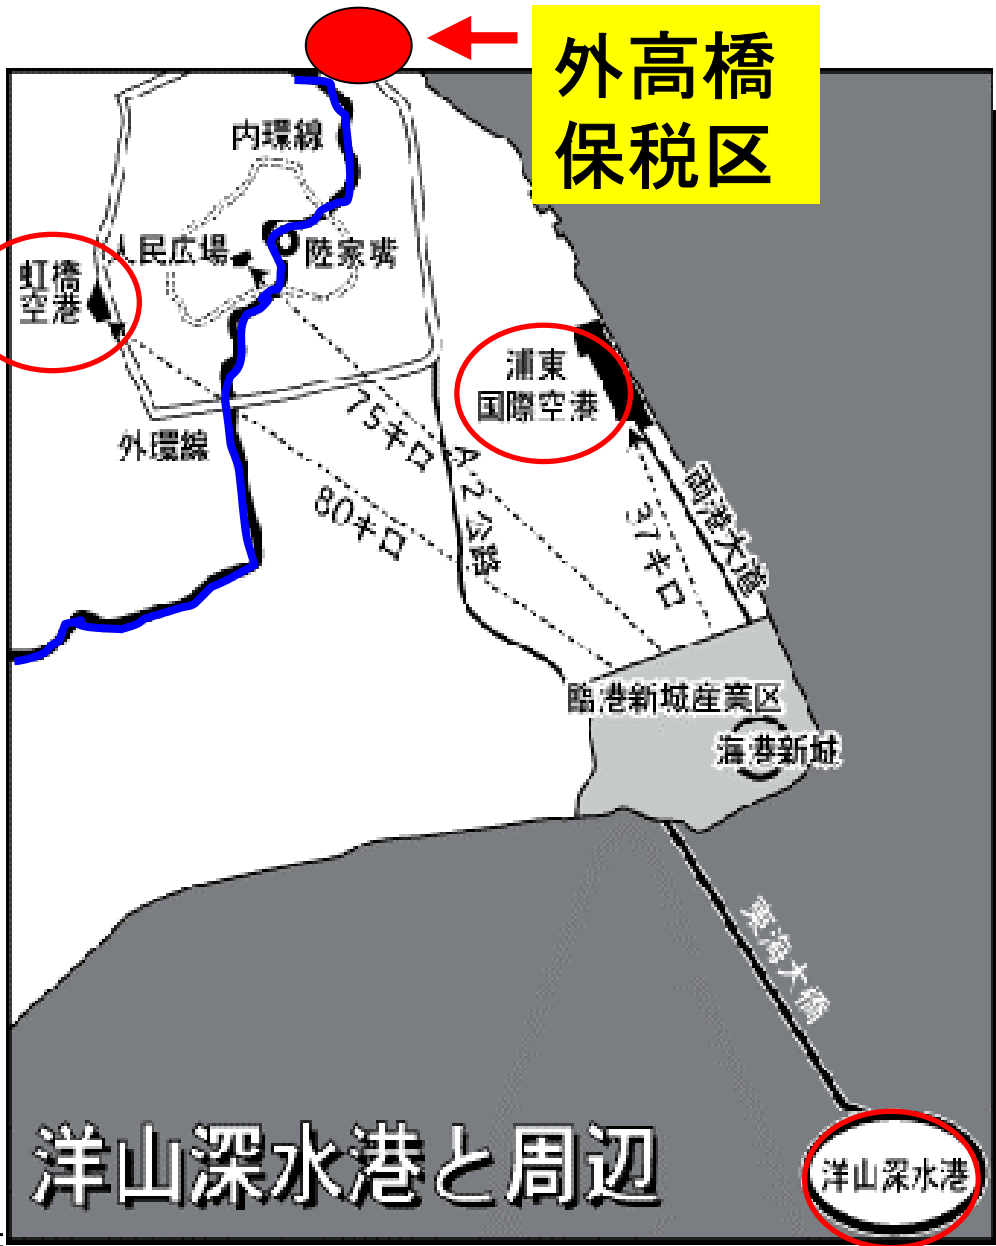 外高橋
保税区
内環線
人民広場
陸家嘴
虹橋
空港
浦東
国際空港
外環線
75キロ
A2公路
80キロ
37キロ
両港大道
臨港新城産業区
海港新城
東海大橋
洋山深水港と周辺
洋山深水港